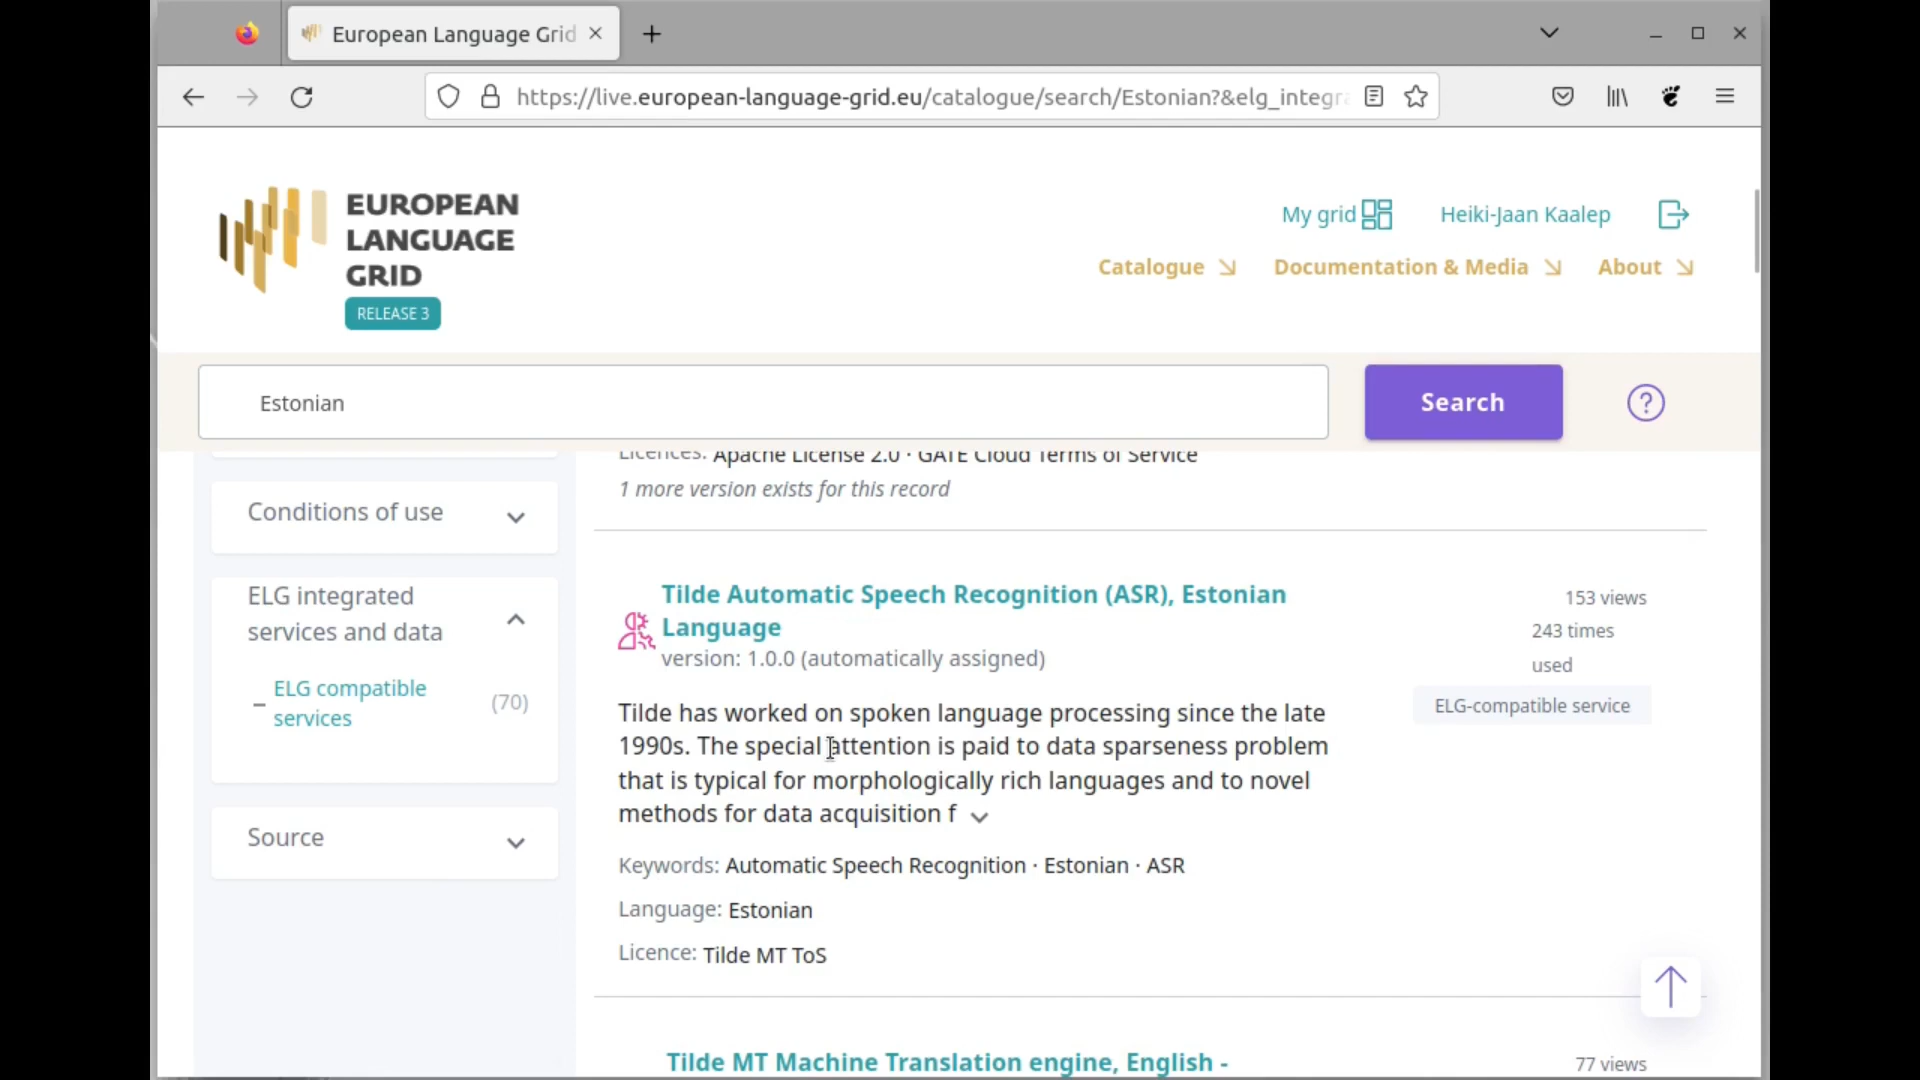 European Language Grid
https://live.european-language-grid.eu/catalogue/search/Estonian?&elg_integra
EUROPEAN
LANGUAGE
GRID
RELEASE 3
My grid
Heiki-Jaan Kaalep
Catalogue
Documentation & Media
About
Estonian
Search
?
Conditions of use
ELG integrated
services and data
ELG compatible
services
(70)
Source
Licences: Apache License 2.0 · GATE Cloud Terms of Service
1 more version exists for this record
Tilde Automatic Speech Recognition (ASR), Estonian
Language
version: 1.0.0 (automatically assigned)
153 views
243 times
used
ELG-compatible service
Tilde has worked on spoken language processing since the late
1990s. The special attention is paid to data sparseness problem
that is typical for morphologically rich languages and to novel
methods for data acquisition f
Keywords: Automatic Speech Recognition · Estonian · ASR
Language: Estonian
Licence: Tilde MT ToS
Tilde MT Machine Translation engine, English -
77 views